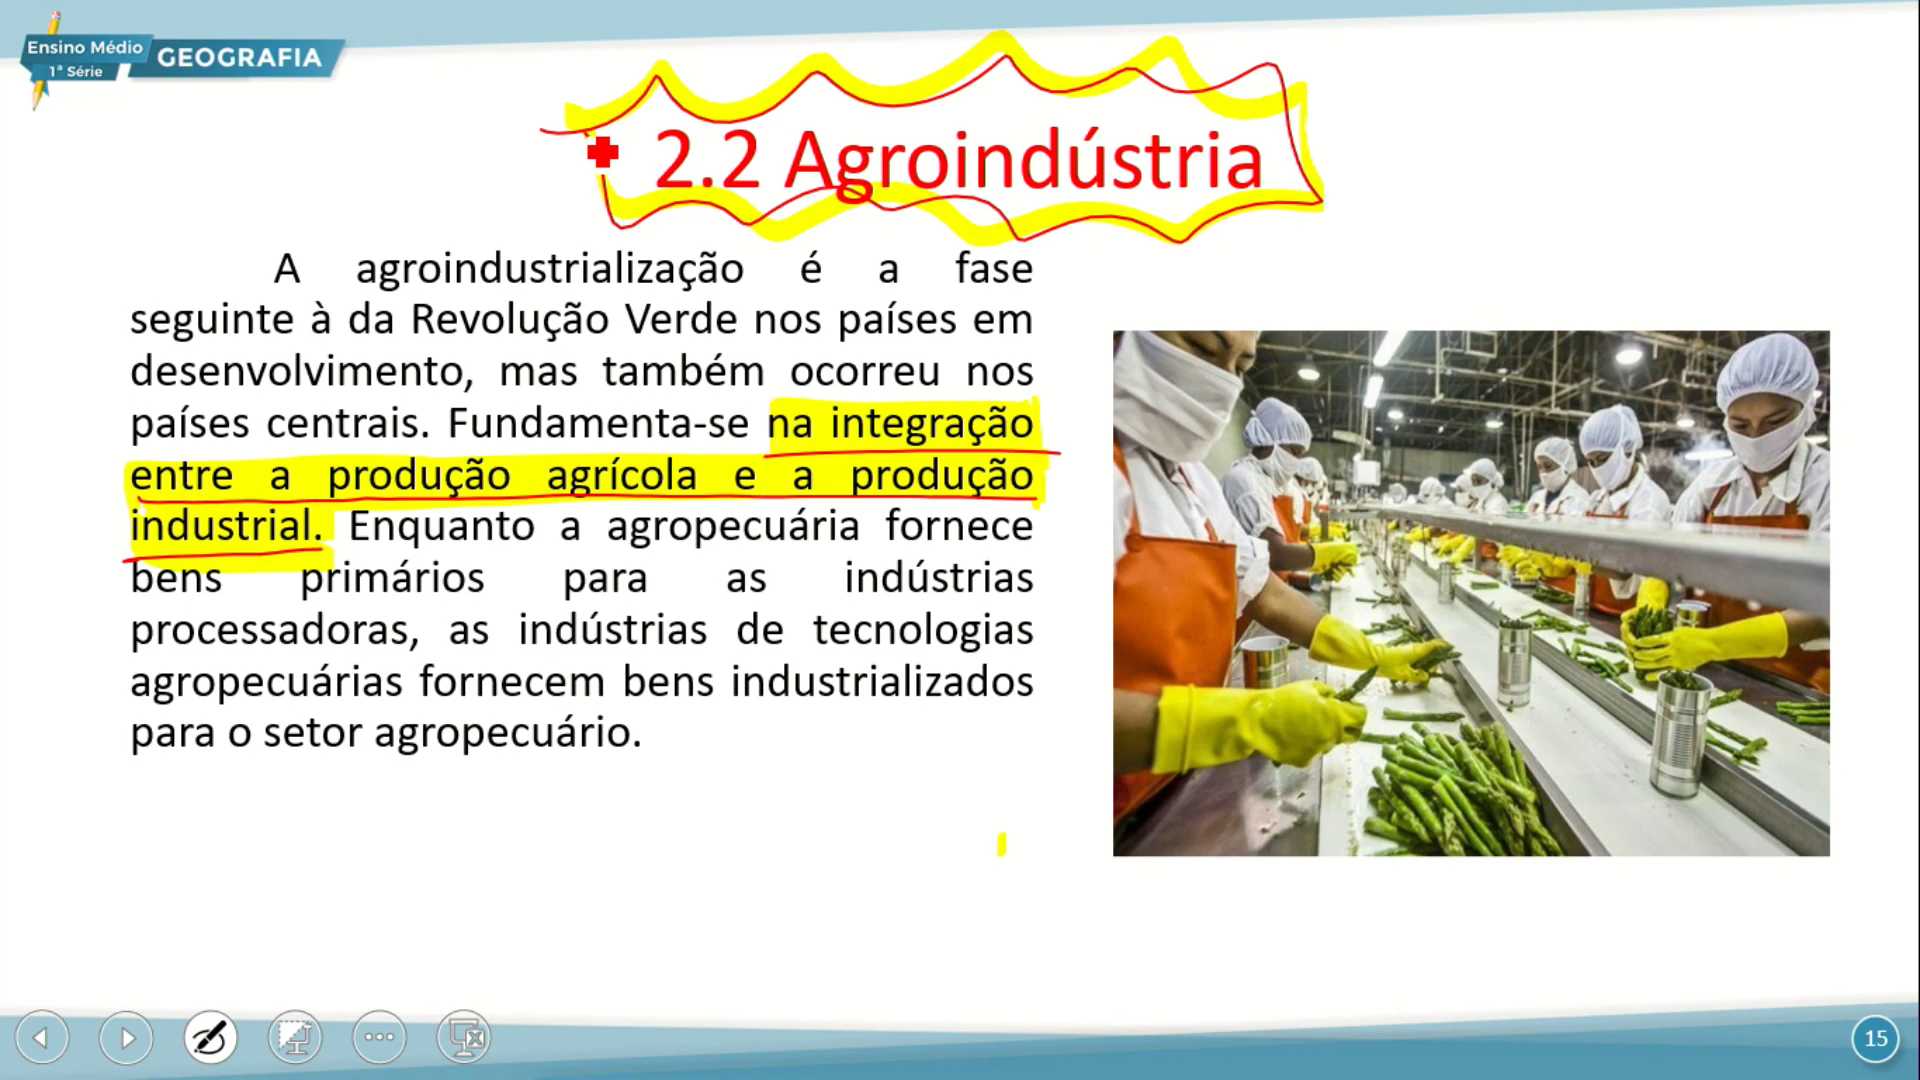 Ensino Médio
1ª Série
GEOGRAFIA
2.2 Agroindústria
A agroindustrialização é a fase
seguinte à da Revolução Verde nos países em
desenvolvimento, mas também ocorreu nos
países centrais. Fundamenta-se na integração
entre a produção agrícola e a produção
industrial. Enquanto a agropecuária fornece
bens primários para as indústrias
processadoras, as indústrias de tecnologias
agropecuárias fornecem bens industrializados
para o setor agropecuário.
15